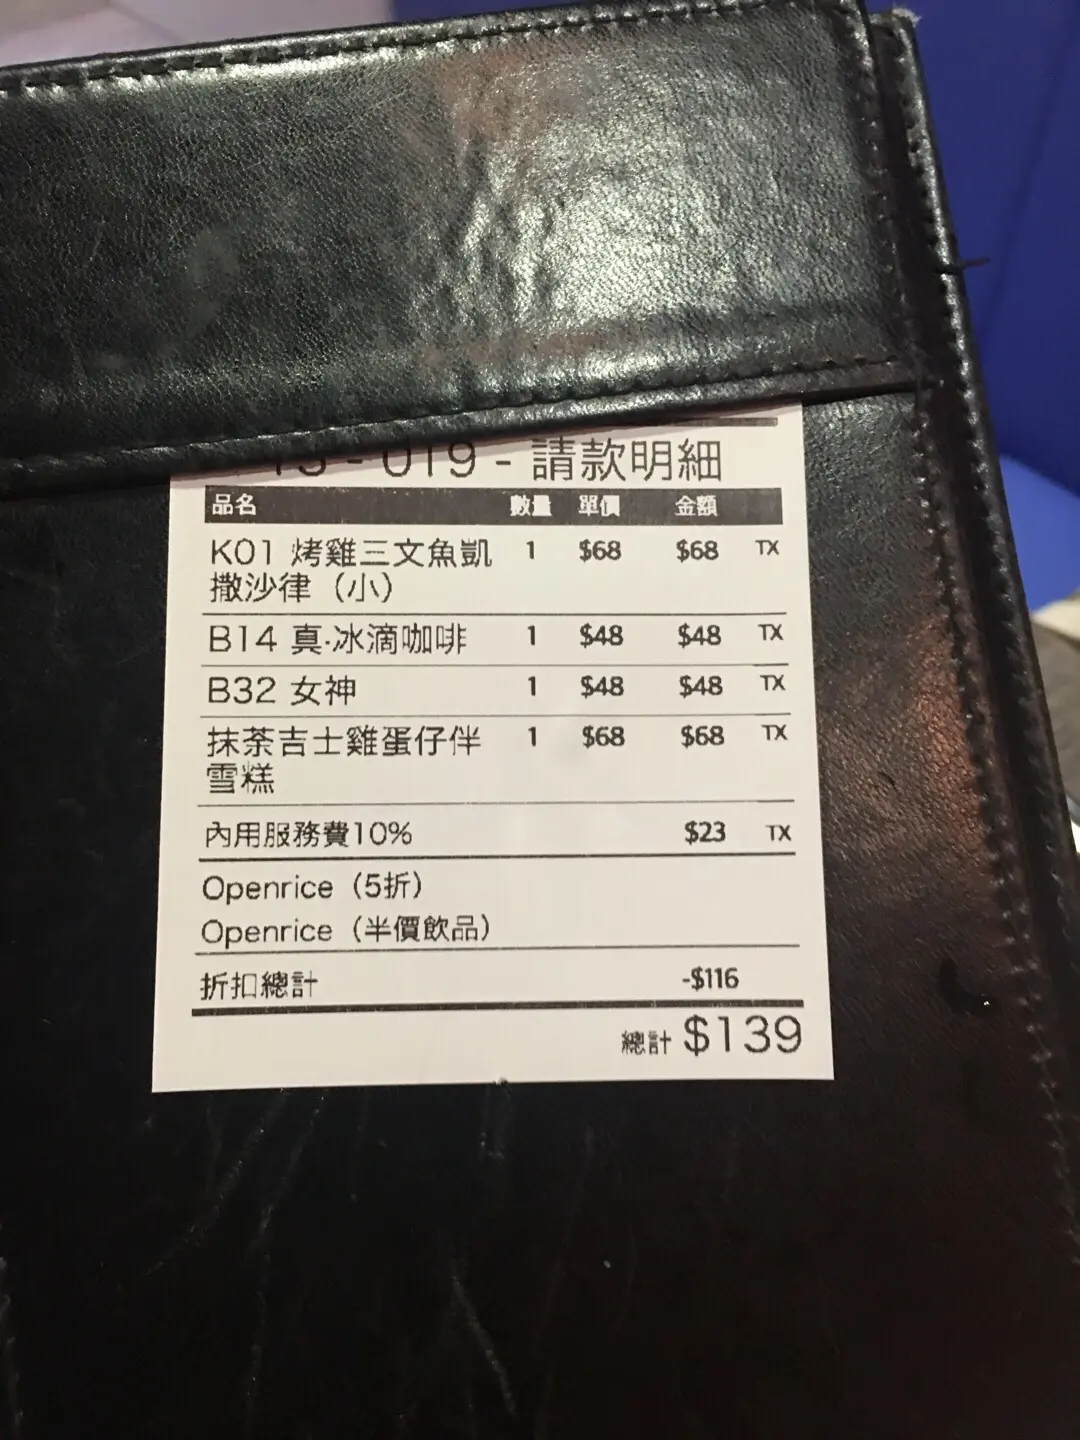 019 - 請款明細
品名 數量 單價 金額
K01 烤雞三文魚凱 1 $68 $68 TX
撒沙律（小）
B14 真·冰滴咖啡 1 $48 $48 TX
B32 女神 1 $48 $48 TX
抹茶吉士雞蛋仔伴 1 $68 $68 TX
雪糕
內用服務費10% $23 TX
Openrice（5折）
Openrice（半價飲品）
折扣總計 -$116
總計 $139